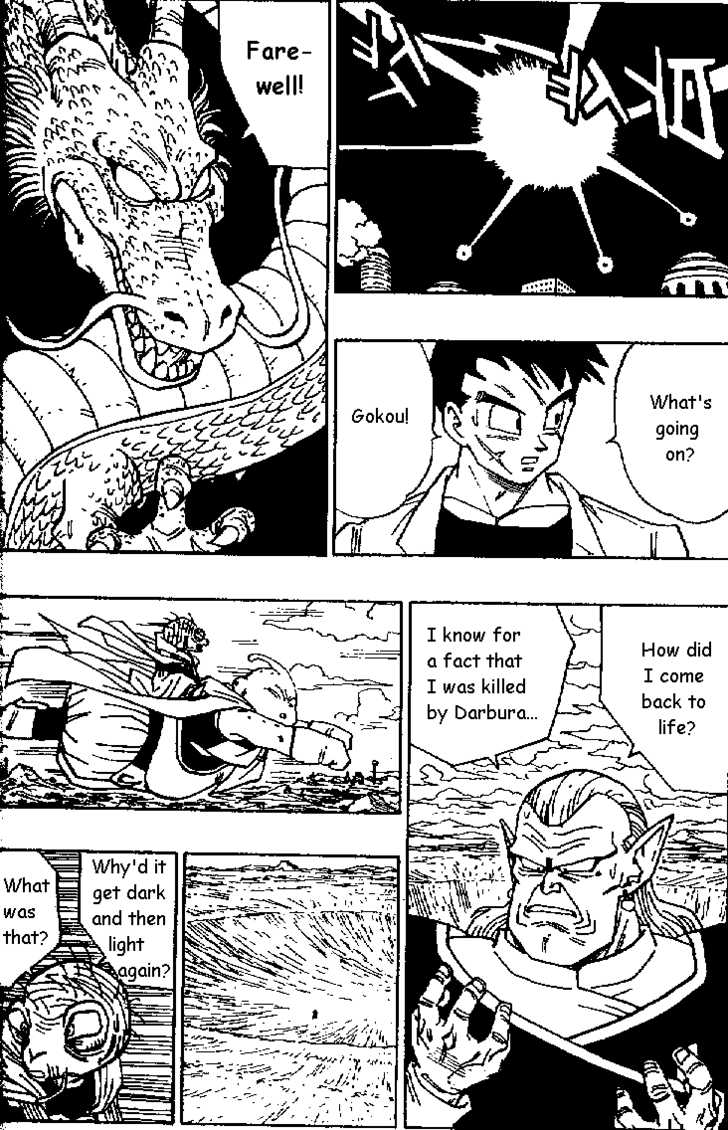 Fare-
well!
What's
going
on?
Gokou!
How did
I come
back to
life?
I know for
a fact that
I was killed
by Darbura...
Why'd it
get dark
and then
light
again?
What
was
that?